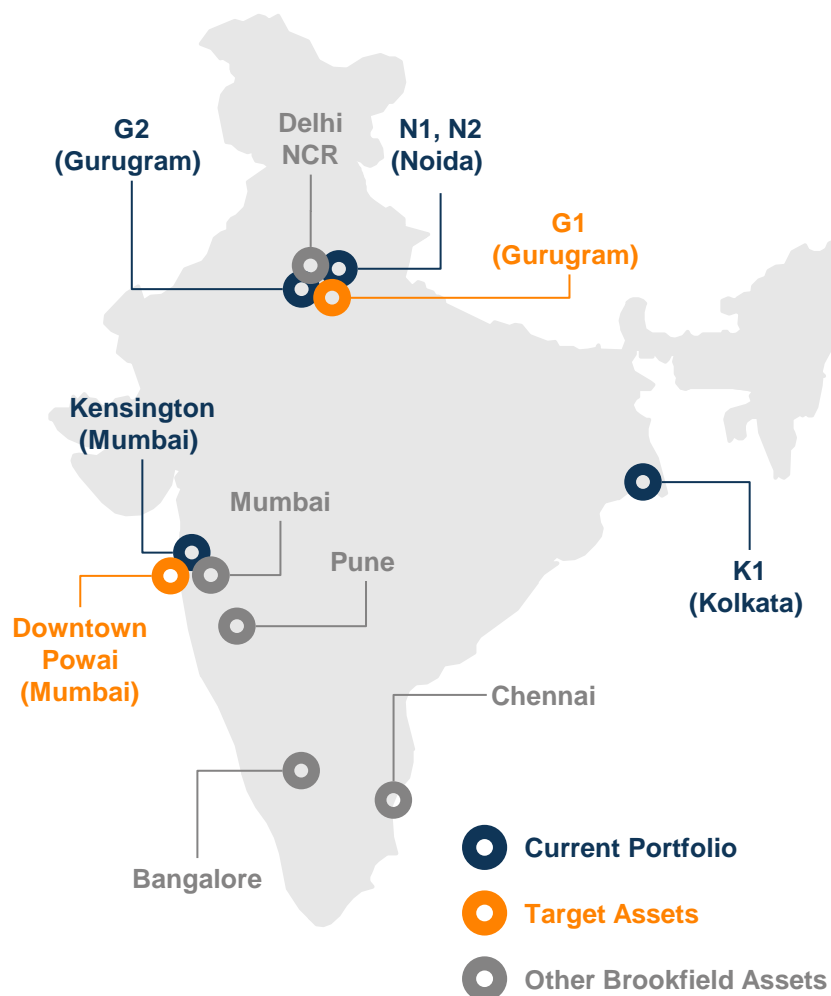 G2
(Gurugram)
Delhi
NCR
N1, N2
(Noida)
G1
(Gurugram)
Kensington
(Mumbai)
Mumbai
Pune
K1
(Kolkata)
Downtown
Powai
(Mumbai)
Chennai
Bangalore
Current Portfolio
Target Assets
Other Brookfield Assets